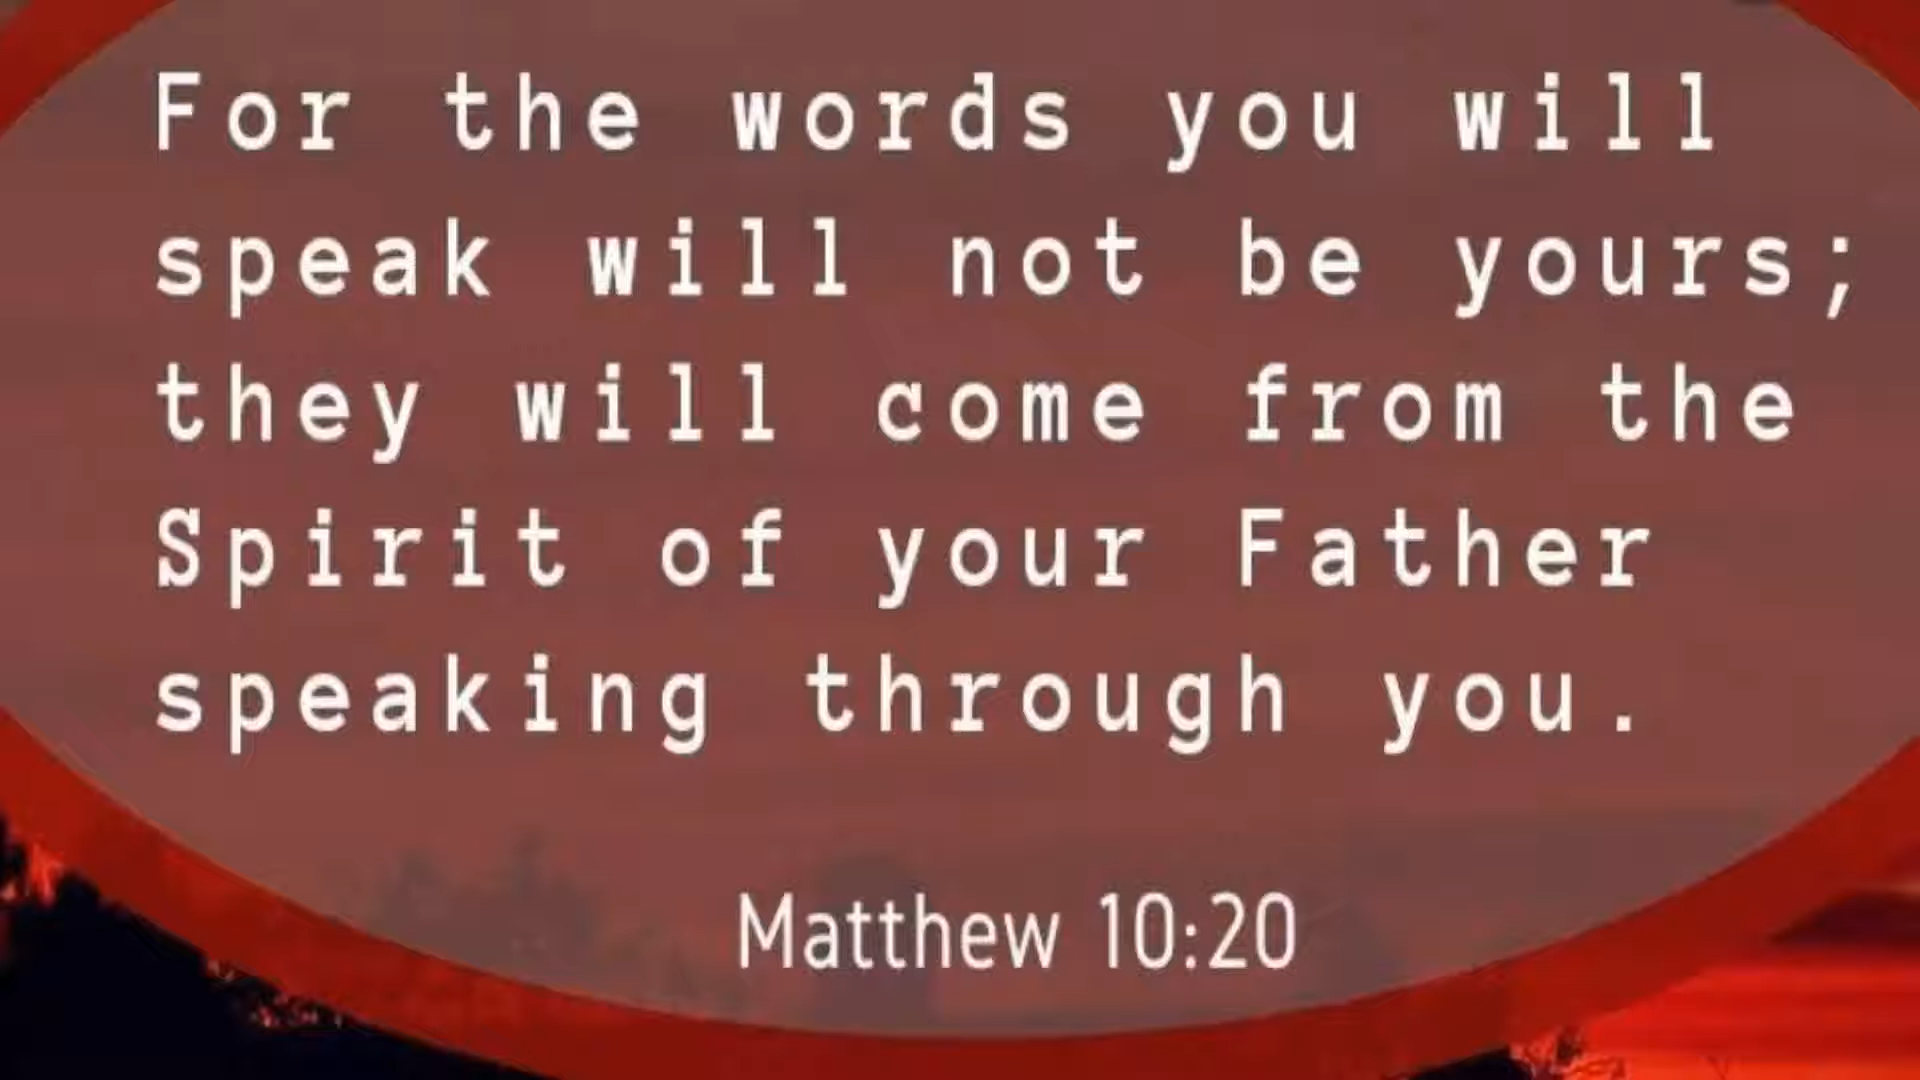 For the words you will
speak will not be yours;
they will come from the
Spirit of your Father
speaking through you.
Matthew 10:20